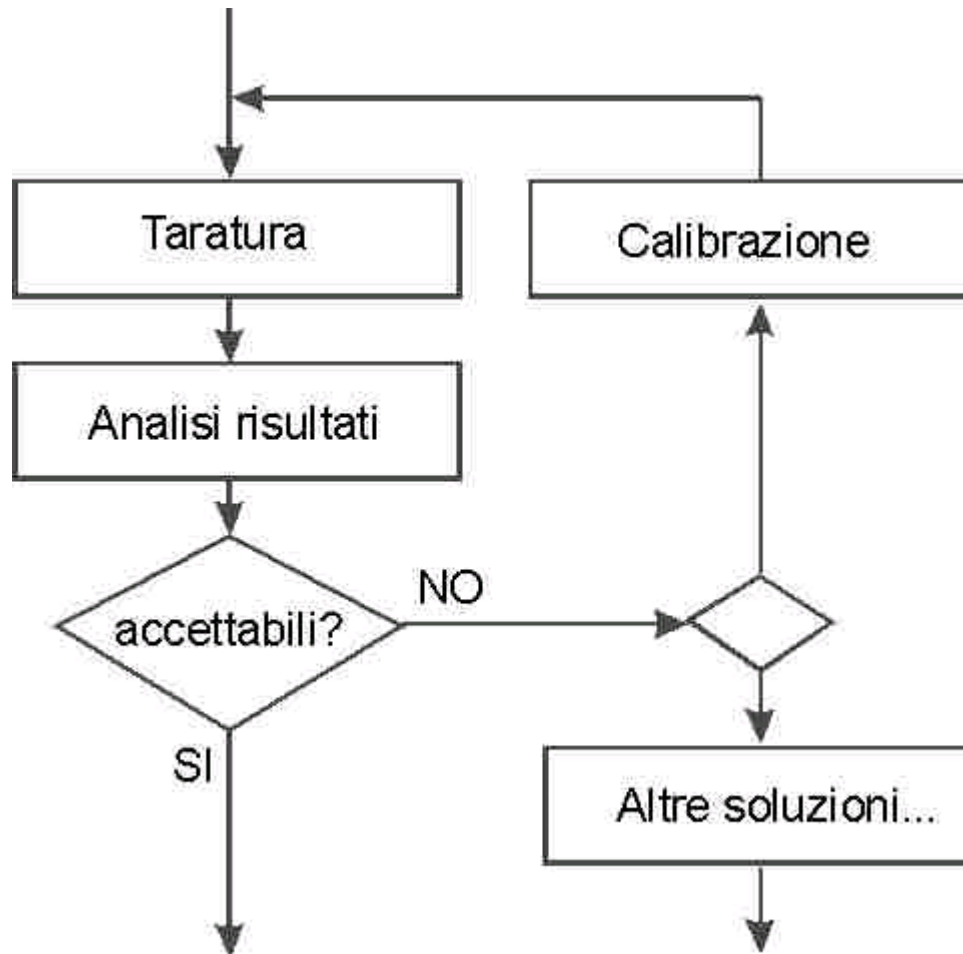 Taratura
Calibrazione
Analisi risultati
NO
accettabili?
SI
Altre soluzioni...